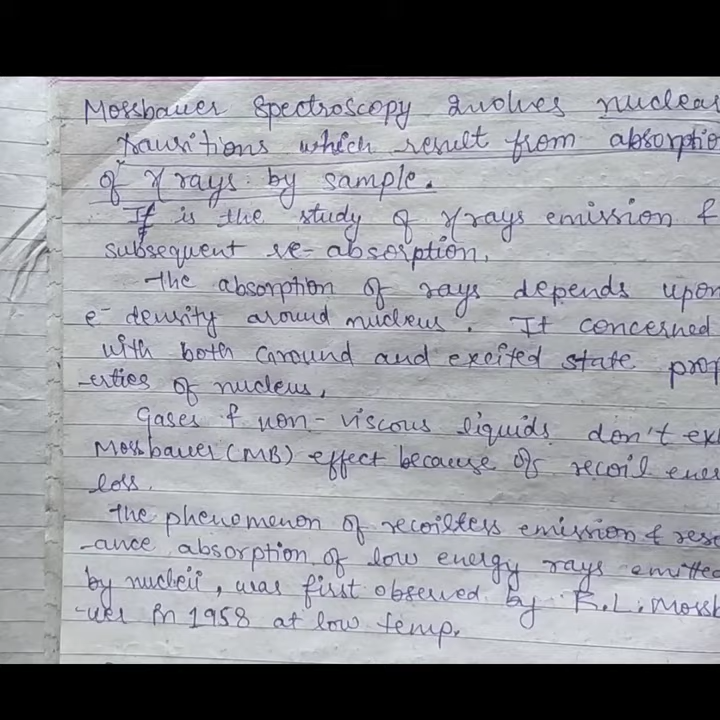 Mossbauer Spectroscopy involves nuclear
transitions which result from absorptio
of γ rays by sample.
It is the study of γ rays emission &
subsequent re-absorption.
The absorption of rays depends upon
e⁻ density around nucleus. It concerned
with both Ground and excited state prop
-erties of nucleus.
Gases & non-viscous liquids don't ex
Mossbauer (MB) effect because of recoil ener
loss.
The phenomenon of recoilless emission & reso
-ance absorption of low energy rays emitted
by nucleii, was first observed by R.L. Mossb
-uer in 1958 at low temp.